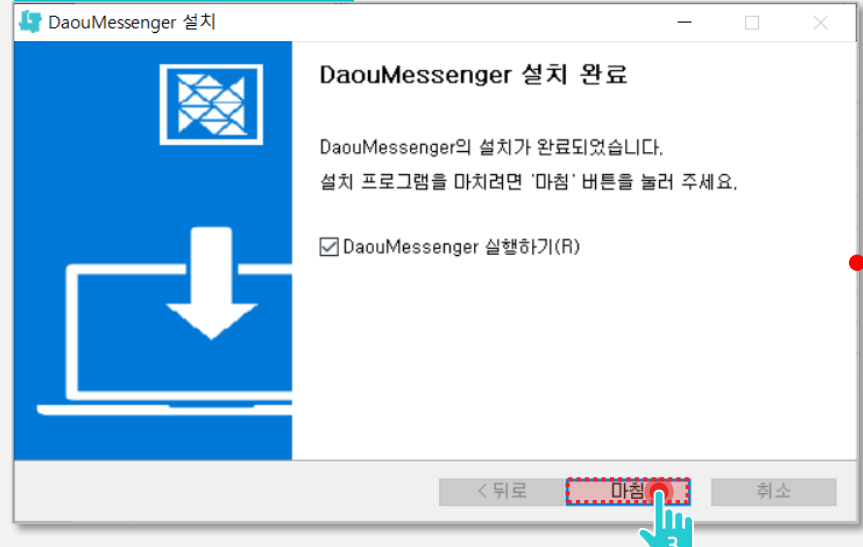 DaouMessenger 설치
DaouMessenger 설치 완료
DaouMessenger의 설치가 완료되었습니다.
설치 프로그램을 마치려면 '마침' 버튼을 눌러 주세요.
DaouMessenger 실행하기(R)
< 뒤로 마침 취소
3